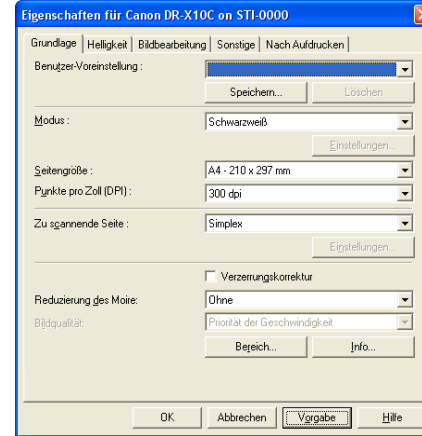 Eigenschaften für Canon DR-X10C on STI-0000
Grundlage Helligkeit Bildbearbeitung Sonstige Nach Aufdrucken
Benutzer-Voreinstellung :
Speichern... Löschen
Modus : Schwarzweiß
Einstellungen...
Seitengröße : A4 - 210 x 297 mm
Punkte pro Zoll (DPI) : 300 dpi
Zu scannende Seite : Simplex
Einstellungen...
Verzerrungskorrektur
Reduzierung des Moire: Ohne
Bildqualität: Priorität der Geschwindigkeit
Bereich... Info...
OK Abbrechen Vorgabe Hilfe